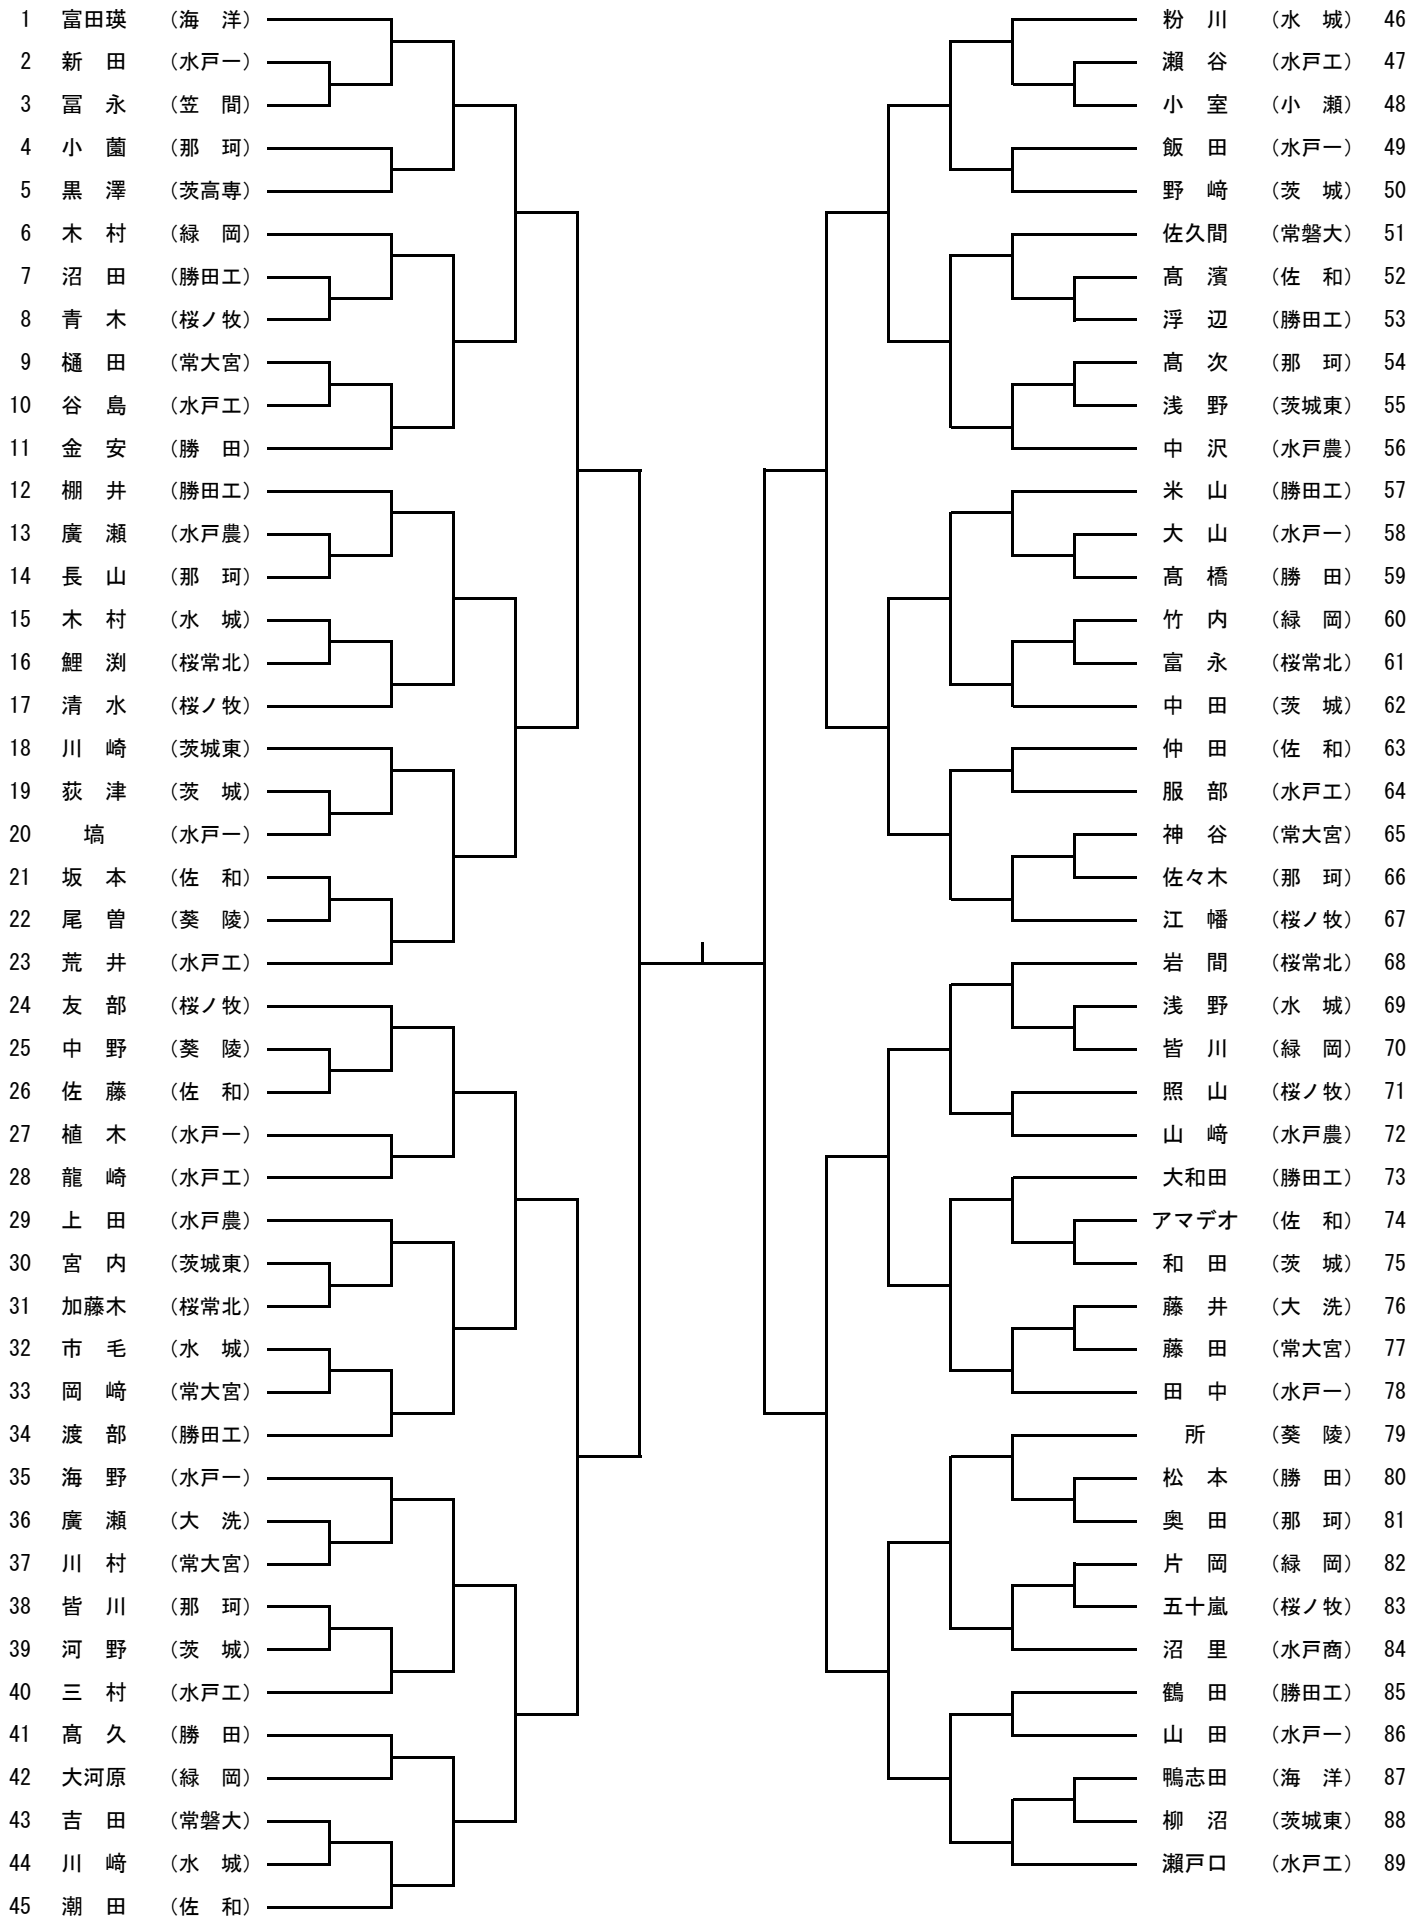 1 富田瑛 （海　洋）
2 新　田 （水戸一）
3 冨　永 （笠　間）
4 小　薗 （那　珂）
5 黒　澤 （茨高専）
6 木　村 （緑　岡）
7 沼　田 （勝田工）
8 青　木 （桜ノ牧）
9 樋　田 （常大宮）
10 谷　島 （水戸工）
11 金　安 （勝　田）
12 棚　井 （勝田工）
13 廣　瀬 （水戸農）
14 長　山 （那　珂）
15 木　村 （水　城）
16 鯉　渕 （桜常北）
17 清　水 （桜ノ牧）
18 川　崎 （茨城東）
19 荻　津 （茨　城）
20 塙 （水戸一）
21 坂　本 （佐　和）
22 尾　曽 （葵　陵）
23 荒　井 （水戸工）
24 友　部 （桜ノ牧）
25 中　野 （葵　陵）
26 佐　藤 （佐　和）
27 植　木 （水戸一）
28 龍　崎 （水戸工）
29 上　田 （水戸農）
30 宮　内 （茨城東）
31 加藤木 （桜常北）
32 市　毛 （水　城）
33 岡　﨑 （常大宮）
34 渡　部 （勝田工）
35 海　野 （水戸一）
36 廣　瀬 （大　洗）
37 川　村 （常大宮）
38 皆　川 （那　珂）
39 河　野 （茨　城）
40 三　村 （水戸工）
41 髙　久 （勝　田）
42 大河原 （緑　岡）
43 吉　田 （常磐大）
44 川　﨑 （水　城）
45 潮　田 （佐　和）
粉　川 （水　城） 46
瀬　谷 （水戸工） 47
小　室 （小　瀬） 48
飯　田 （水戸一） 49
野　﨑 （茨　城） 50
佐久間 （常磐大） 51
髙　濱 （佐　和） 52
浮　辺 （勝田工） 53
髙　次 （那　珂） 54
浅　野 （茨城東） 55
中　沢 （水戸農） 56
米　山 （勝田工） 57
大　山 （水戸一） 58
髙　橋 （勝　田） 59
竹　内 （緑　岡） 60
富　永 （桜常北） 61
中　田 （茨　城） 62
仲　田 （佐　和） 63
服　部 （水戸工） 64
神　谷 （常大宮） 65
佐々木 （那　珂） 66
江　幡 （桜ノ牧） 67
岩　間 （桜常北） 68
浅　野 （水　城） 69
皆　川 （緑　岡） 70
照　山 （桜ノ牧） 71
山　﨑 （水戸農） 72
大和田 （勝田工） 73
アマデオ （佐　和） 74
和　田 （茨　城） 75
藤　井 （大　洗） 76
藤　田 （常大宮） 77
田　中 （水戸一） 78
所 （葵　陵） 79
松　本 （勝　田） 80
奥　田 （那　珂） 81
片　岡 （緑　岡） 82
五十嵐 （桜ノ牧） 83
沼　里 （水戸商） 84
鶴　田 （勝田工） 85
山　田 （水戸一） 86
鴨志田 （海　洋） 87
柳　沼 （茨城東） 88
瀬戸口 （水戸工） 89